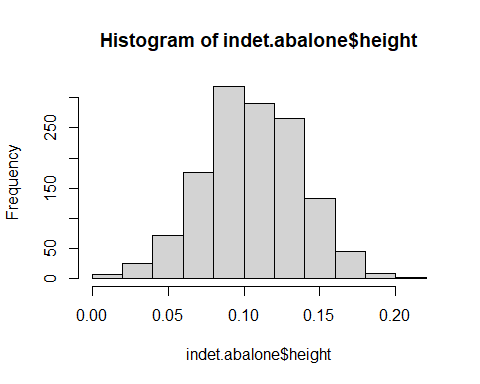 Histogram of indet.abalone$height
Frequency
250
150
50
0
0.00 0.05 0.10 0.15 0.20
indet.abalone$height